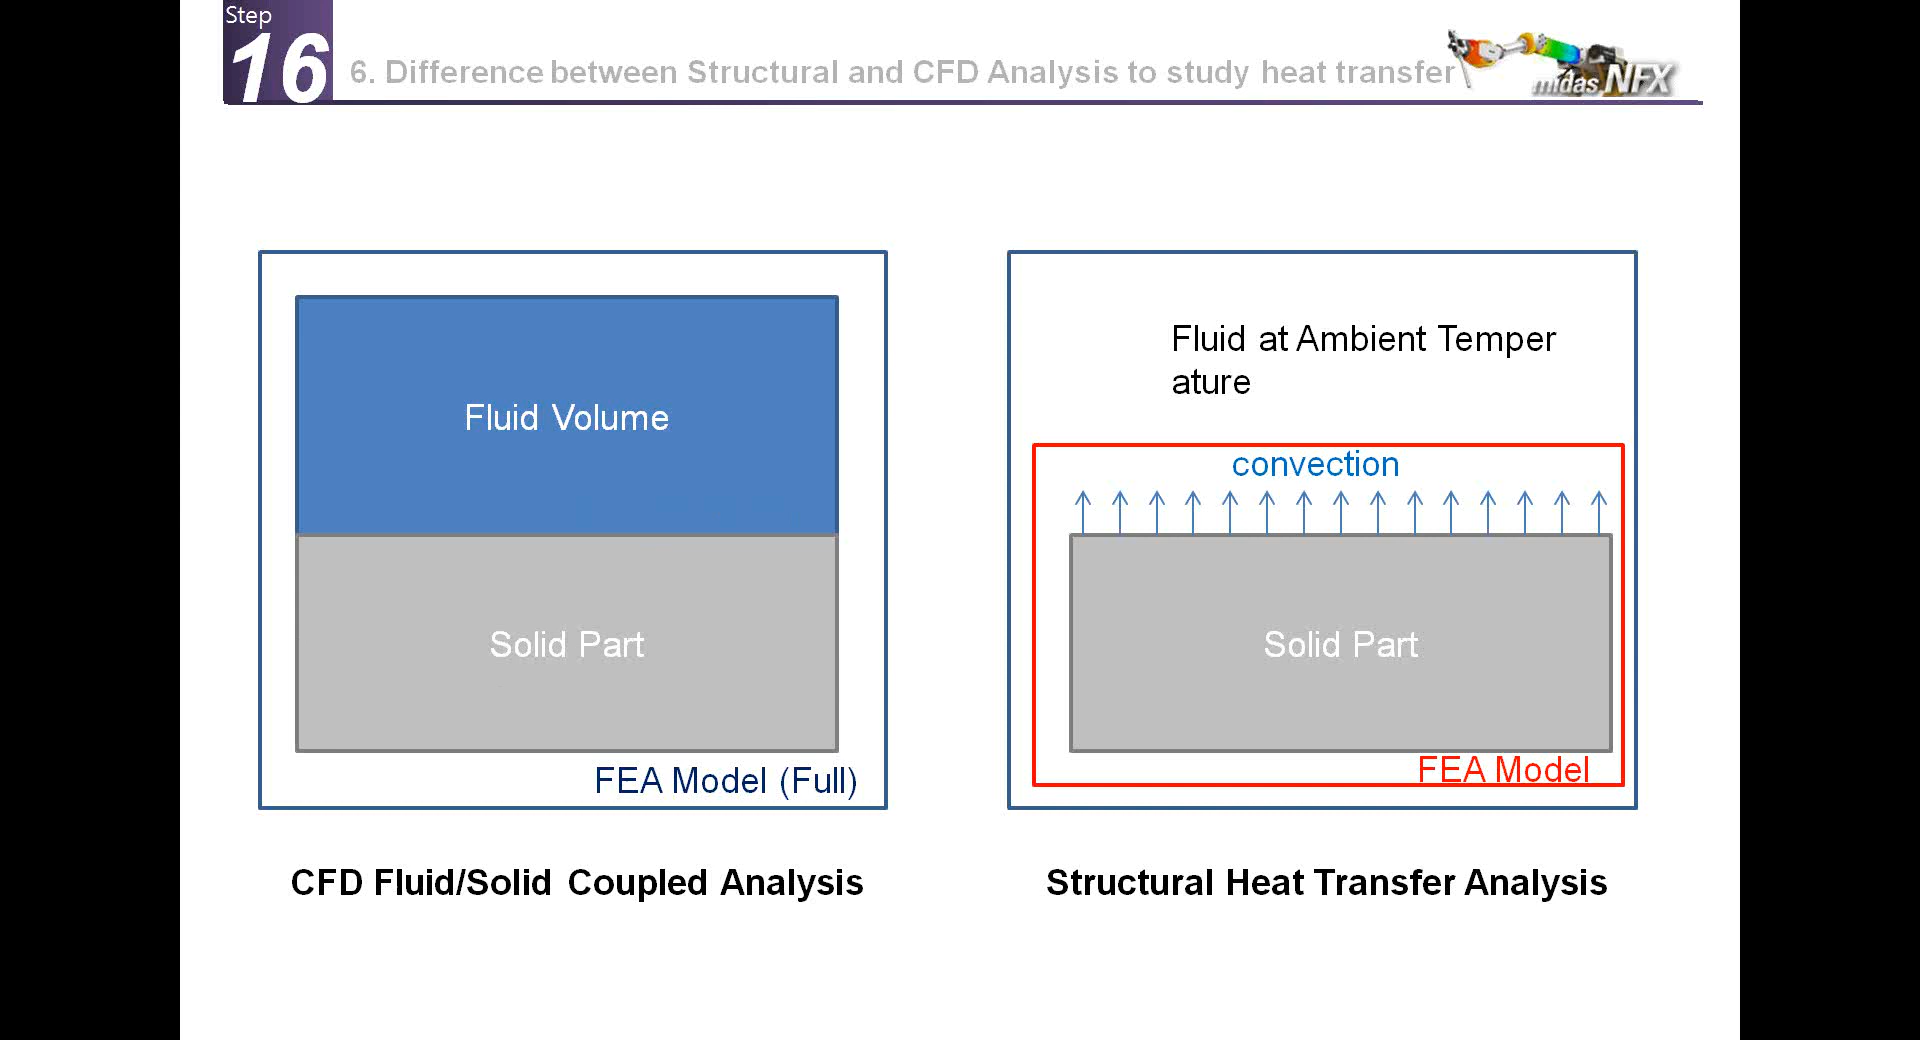 Step
16
6. Difference between Structural and CFD Analysis to study heat transfer
midas NFX
Fluid Volume
Solid Part
FEA Model (Full)
CFD Fluid/Solid Coupled Analysis
Fluid at Ambient Temper
ature
convection
Solid Part
FEA Model
Structural Heat Transfer Analysis